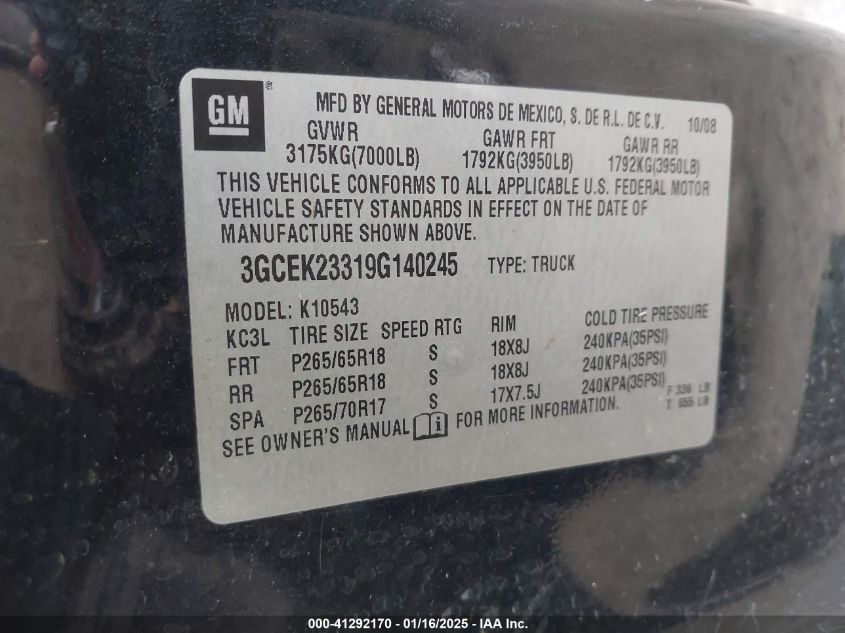 GM ®
MFD BY GENERAL MOTORS DE MEXICO, S. DE R.L. DE C.V. 10/08
GVWR GAWR FRT GAWR RR
3175KG(7000LB) 1792KG(3950LB) 1792KG(3950LB)
THIS VEHICLE CONFORMS TO ALL APPLICABLE U.S. FEDERAL MOTOR
VEHICLE SAFETY STANDARDS IN EFFECT ON THE DATE OF
MANUFACTURE SHOWN ABOVE.
3GCEK23319G140245 TYPE: TRUCK
MODEL: K10543
KC3L TIRE SIZE SPEED RTG RIM COLD TIRE PRESSURE
FRT P265/65R18 S 18X8J 240KPA(35PSI)
RR P265/65R18 S 18X8J 240KPA(35PSI)
SPA P265/70R17 S 17X7.5J 240KPA(35PSI) F 336 LB
T 655 LB
SEE OWNER'S MANUAL i FOR MORE INFORMATION.
000-41292170 - 01/16/2025 - IAA Inc.